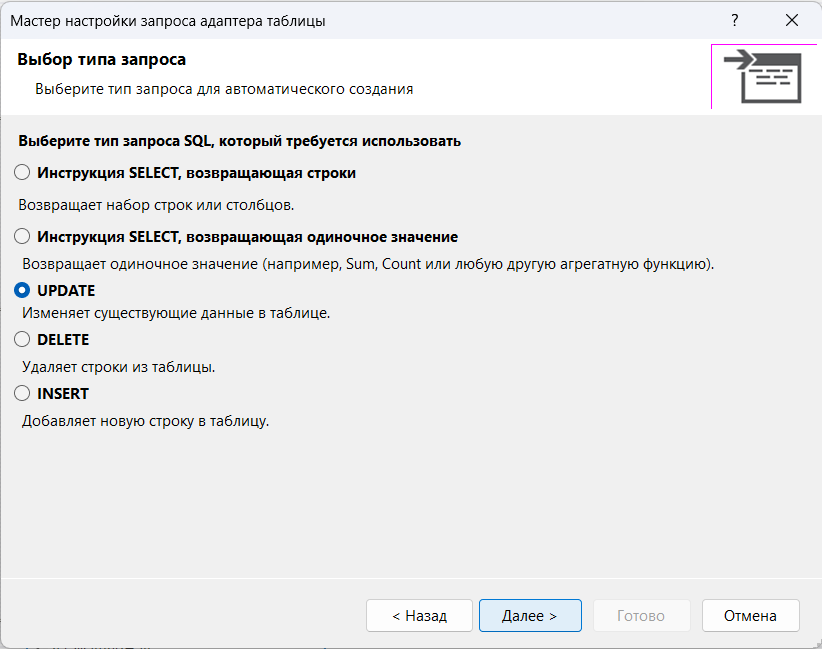 Мастер настройки запроса адаптера таблицы
?
Выбор типа запроса
Выберите тип запроса для автоматического создания
Выберите тип запроса SQL, который требуется использовать
Инструкция SELECT, возвращающая строки
Возвращает набор строк или столбцов.
Инструкция SELECT, возвращающая одиночное значение
Возвращает одиночное значение (например, Sum, Count или любую другую агрегатную функцию).
UPDATE
Изменяет существующие данные в таблице.
DELETE
Удаляет строки из таблицы.
INSERT
Добавляет новую строку в таблицу.
< Назад Далее > Готово Отмена